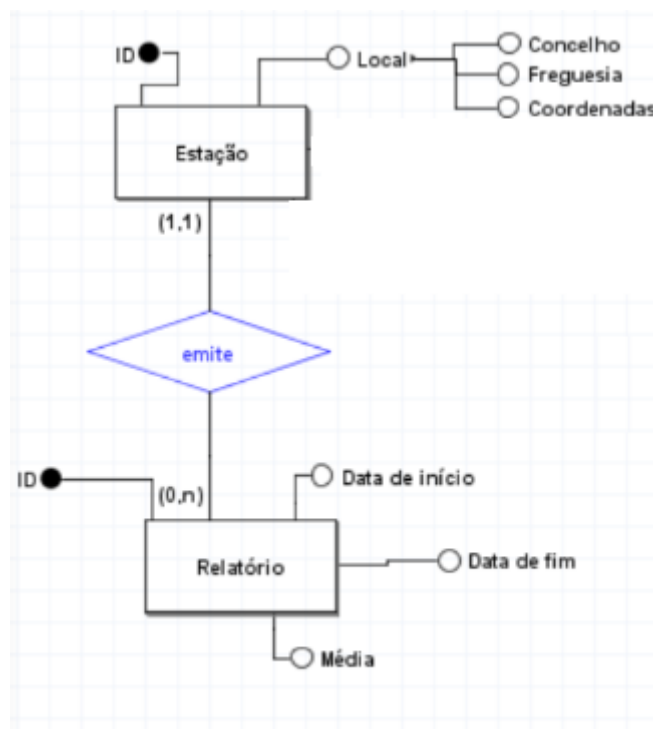 ID
Local
Concelho
Freguesia
Coordenadas
Estação
(1,1)
emite
ID
(0,n)
Data de início
Relatório
Data de fim
Média